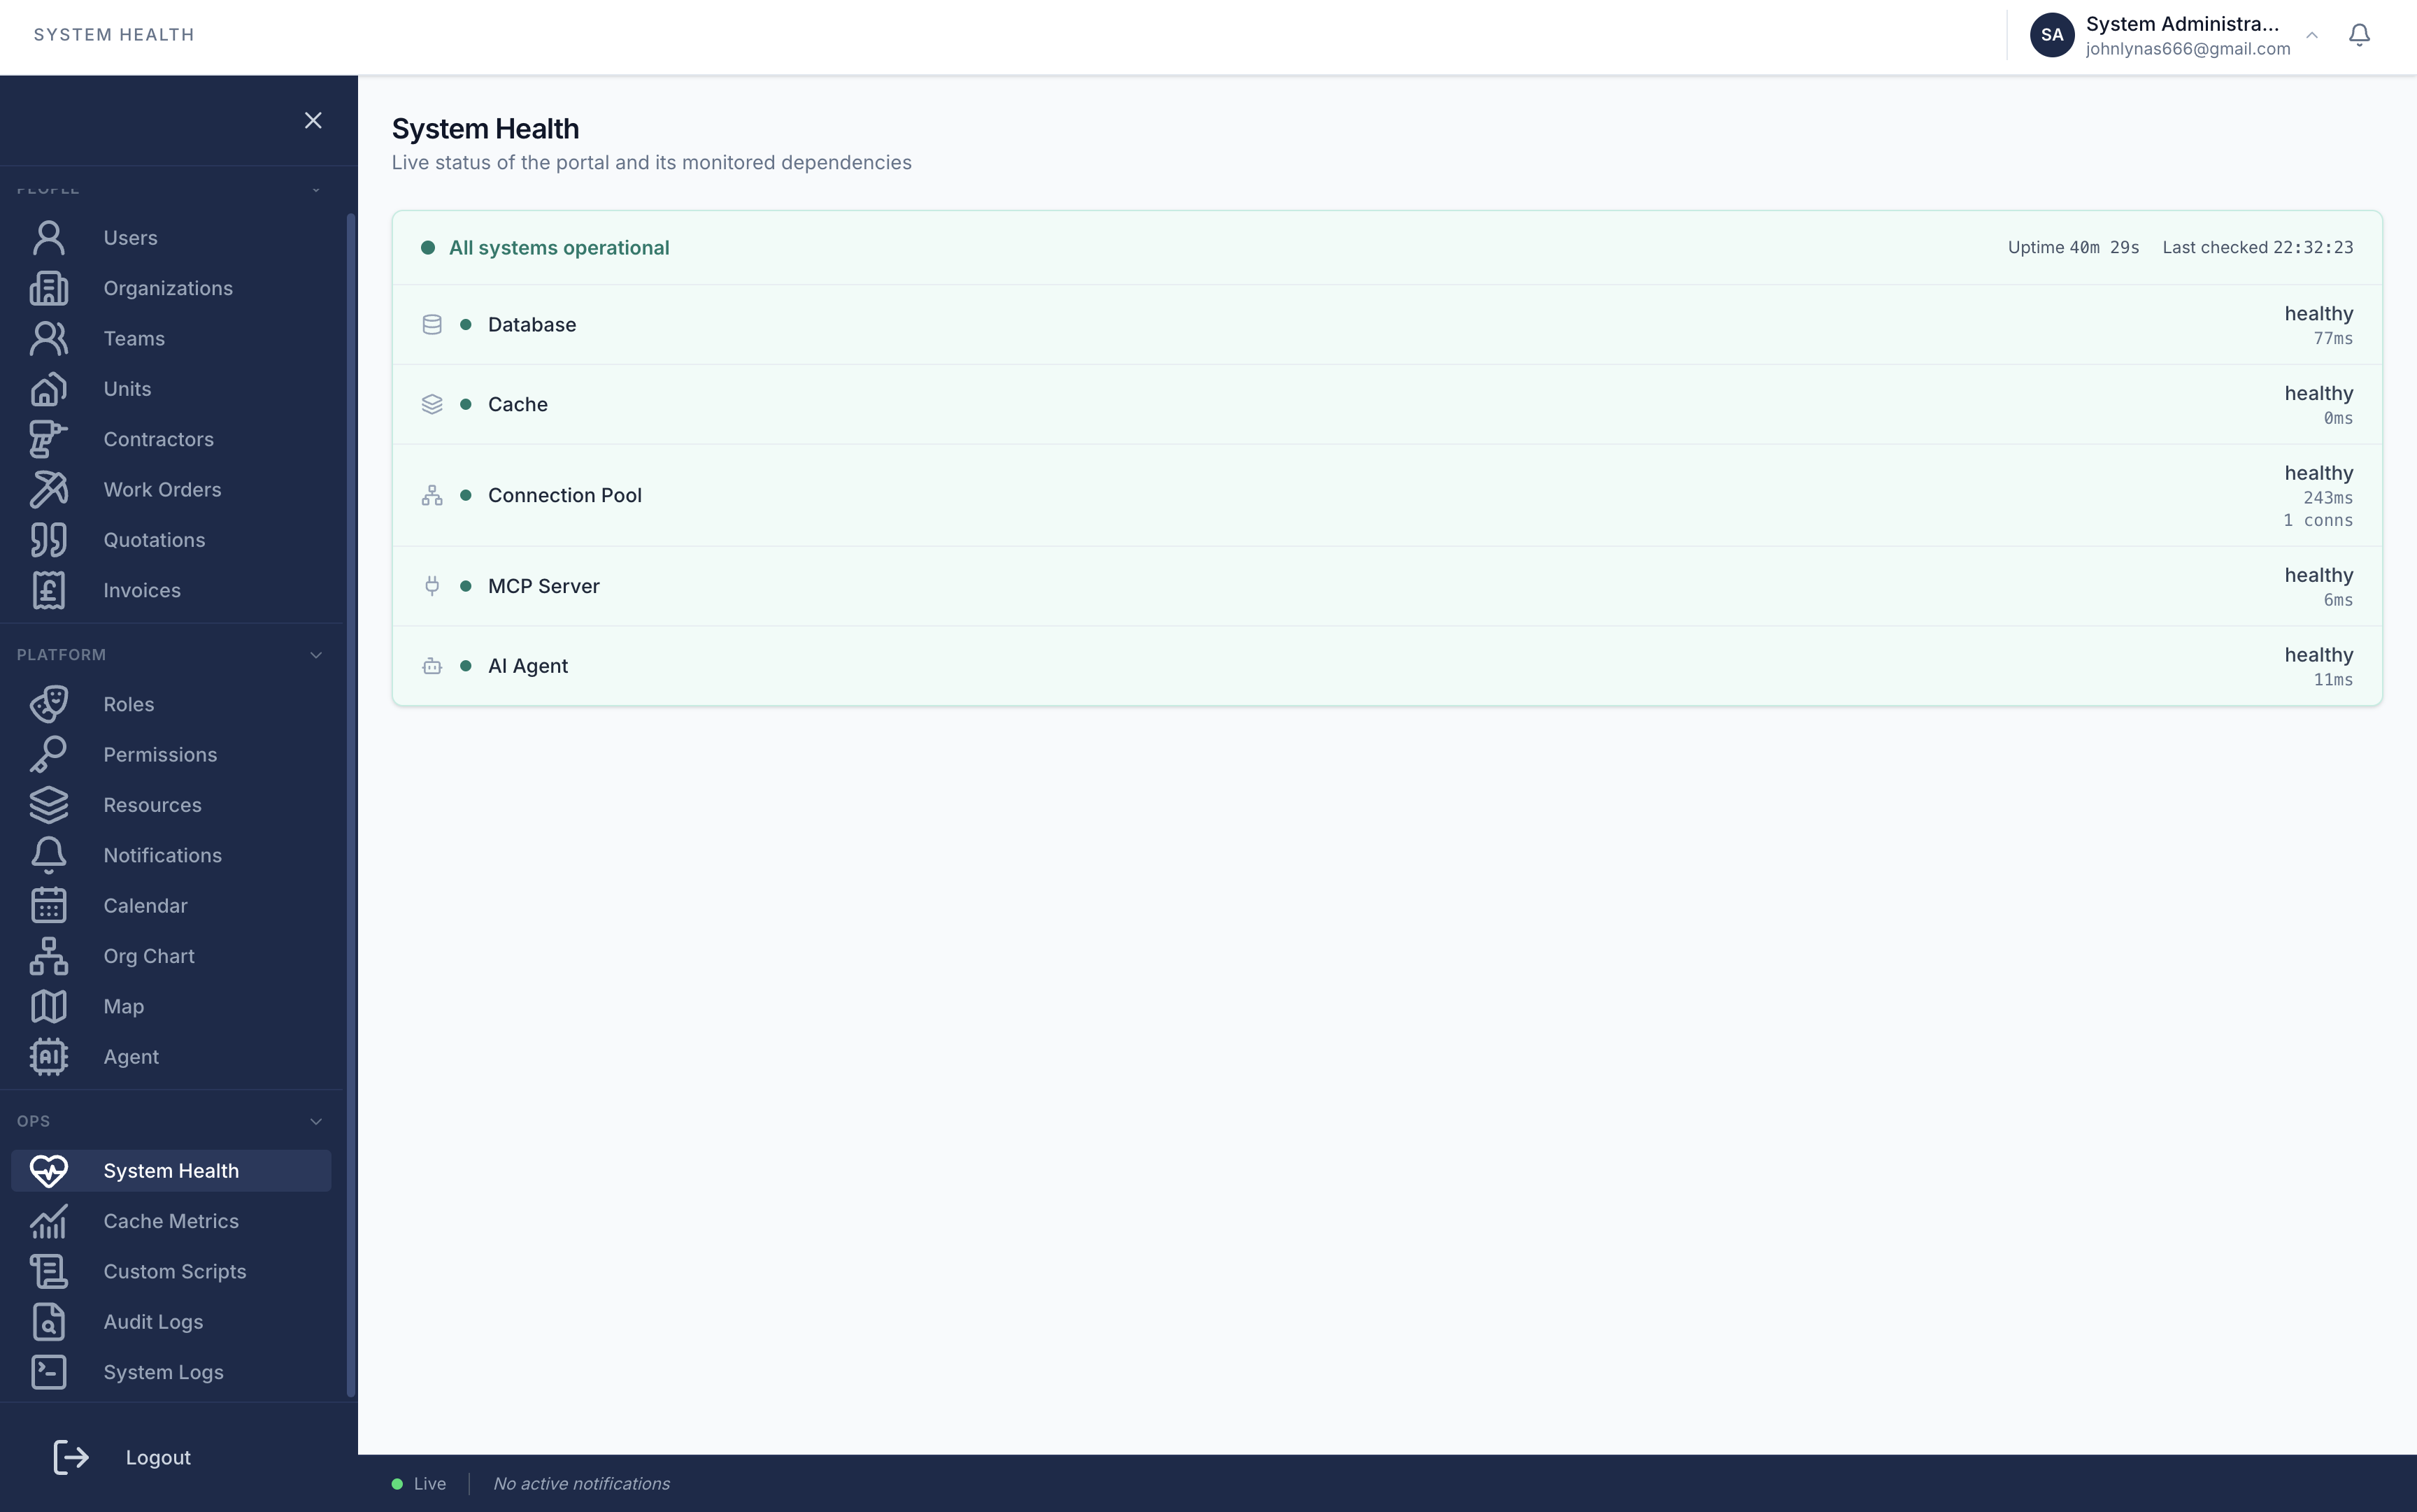 SYSTEM HEALTH
SA
System Administra...
johnlynas666@gmail.com
PEOPLE
Users
Organizations
Teams
Units
Contractors
Work Orders
Quotations
Invoices
PLATFORM
Roles
Permissions
Resources
Notifications
Calendar
Org Chart
Map
AI
Agent
OPS
System Health
Cache Metrics
Custom Scripts
Audit Logs
System Logs
Logout
System Health
Live status of the portal and its monitored dependencies
All systems operational
Uptime 40m 29s Last checked 22:32:23
Database
healthy
77ms
Cache
healthy
0ms
Connection Pool
healthy
243ms
1 conns
MCP Server
healthy
6ms
AI Agent
healthy
11ms
Live
No active notifications